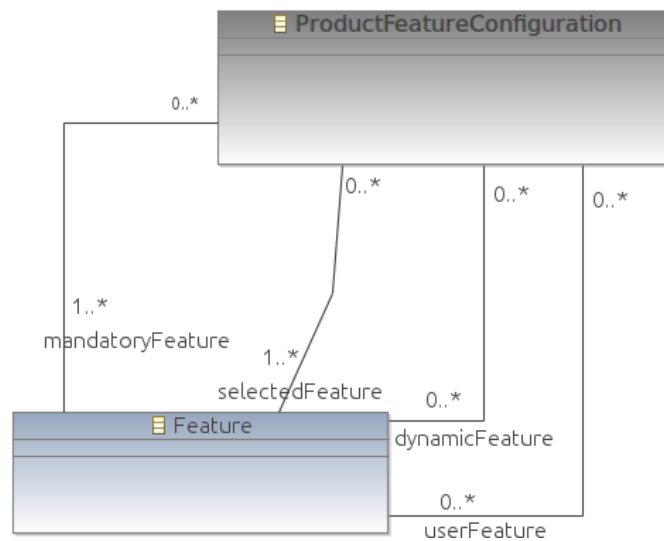 ProductFeatureConfiguration
0..*
0..*
0..*
0..*
1..*
mandatoryFeature
1..*
selectedFeature
0..*
Feature
dynamicFeature
0..*
userFeature